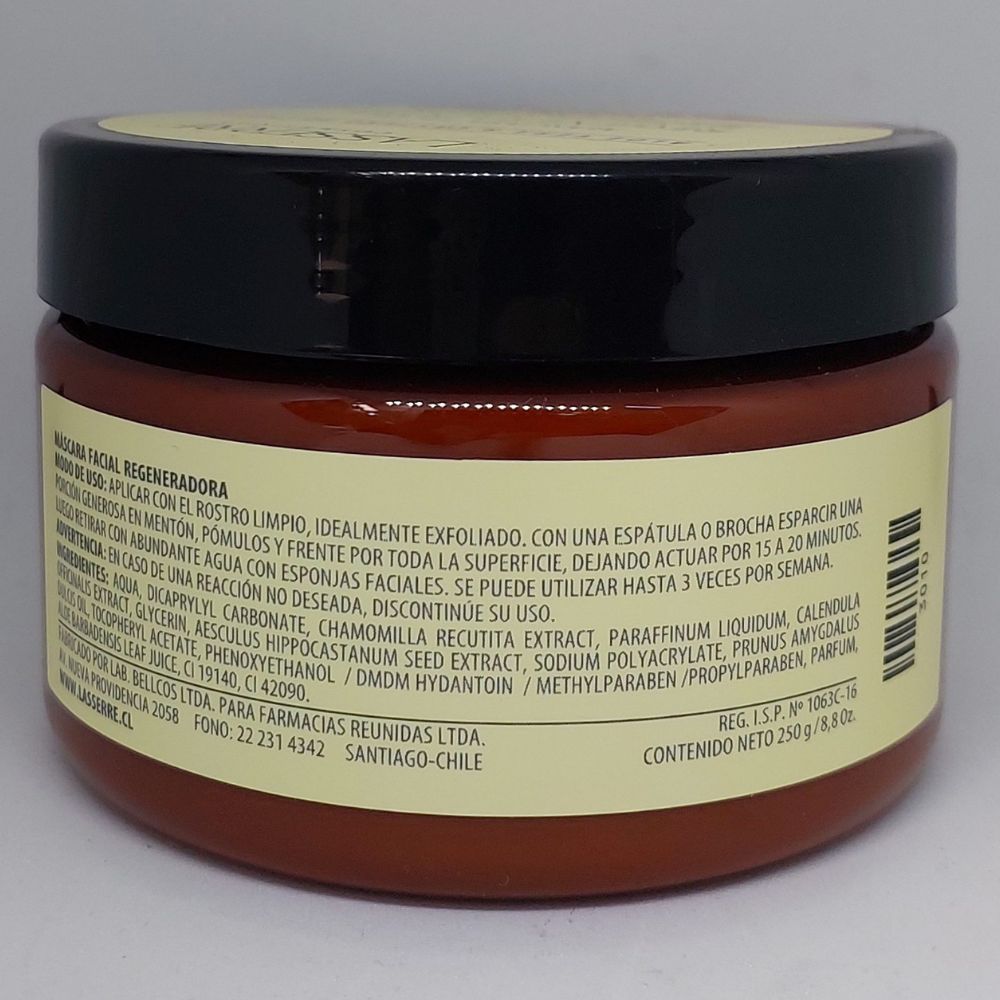 MÁSCARA FACIAL REGENERADORA
MODO DE USO: APLICAR CON EL ROSTRO LIMPIO, IDEALMENTE EXFOLIADO. CON UNA ESPÁTULA O BROCHA ESPARCIR UNA
PORCIÓN GENEROSA EN MENTÓN, PÓMULOS Y FRENTE POR TODA LA SUPERFICIE, DEJANDO ACTUAR POR 15 A 20 MINUTOS.
LUEGO RETIRAR CON ABUNDANTE AGUA CON ESPONJAS FACIALES. SE PUEDE UTILIZAR HASTA 3 VECES POR SEMANA.
ADVERTENCIA: EN CASO DE UNA REACCIÓN NO DESEADA, DISCONTINÚE SU USO.
INGREDIENTES: AQUA, DICAPRYLYL CARBONATE, CHAMOMILLA RECUTITA EXTRACT, PARAFFINUM LIQUIDUM, CALENDULA
OFFICINALIS EXTRACT, GLYCERIN, AESCULUS HIPPOCASTANUM SEED EXTRACT, SODIUM POLYACRYLATE, PRUNUS AMYGDALUS
DULCIS OIL, TOCOPHERYL ACETATE, PHENOXYETHANOL / DMDM HYDANTOIN / METHYLPARABEN /PROPYLPARABEN, PARFUM,
ALOE BARBADENSIS LEAF JUICE, CI 19140, CI 42090.
FABRICADO POR LAB. BELLCOS LTDA. PARA FARMACIAS REUNIDAS LTDA.
AV. NUEVA PROVIDENCIA 2058 FONO: 22 231 4342 SANTIAGO-CHILE
WWW.LASSERRE.CL
REG. I.S.P. Nº 1063C-16
CONTENIDO NETO 250 g/8,8 Oz.
3010